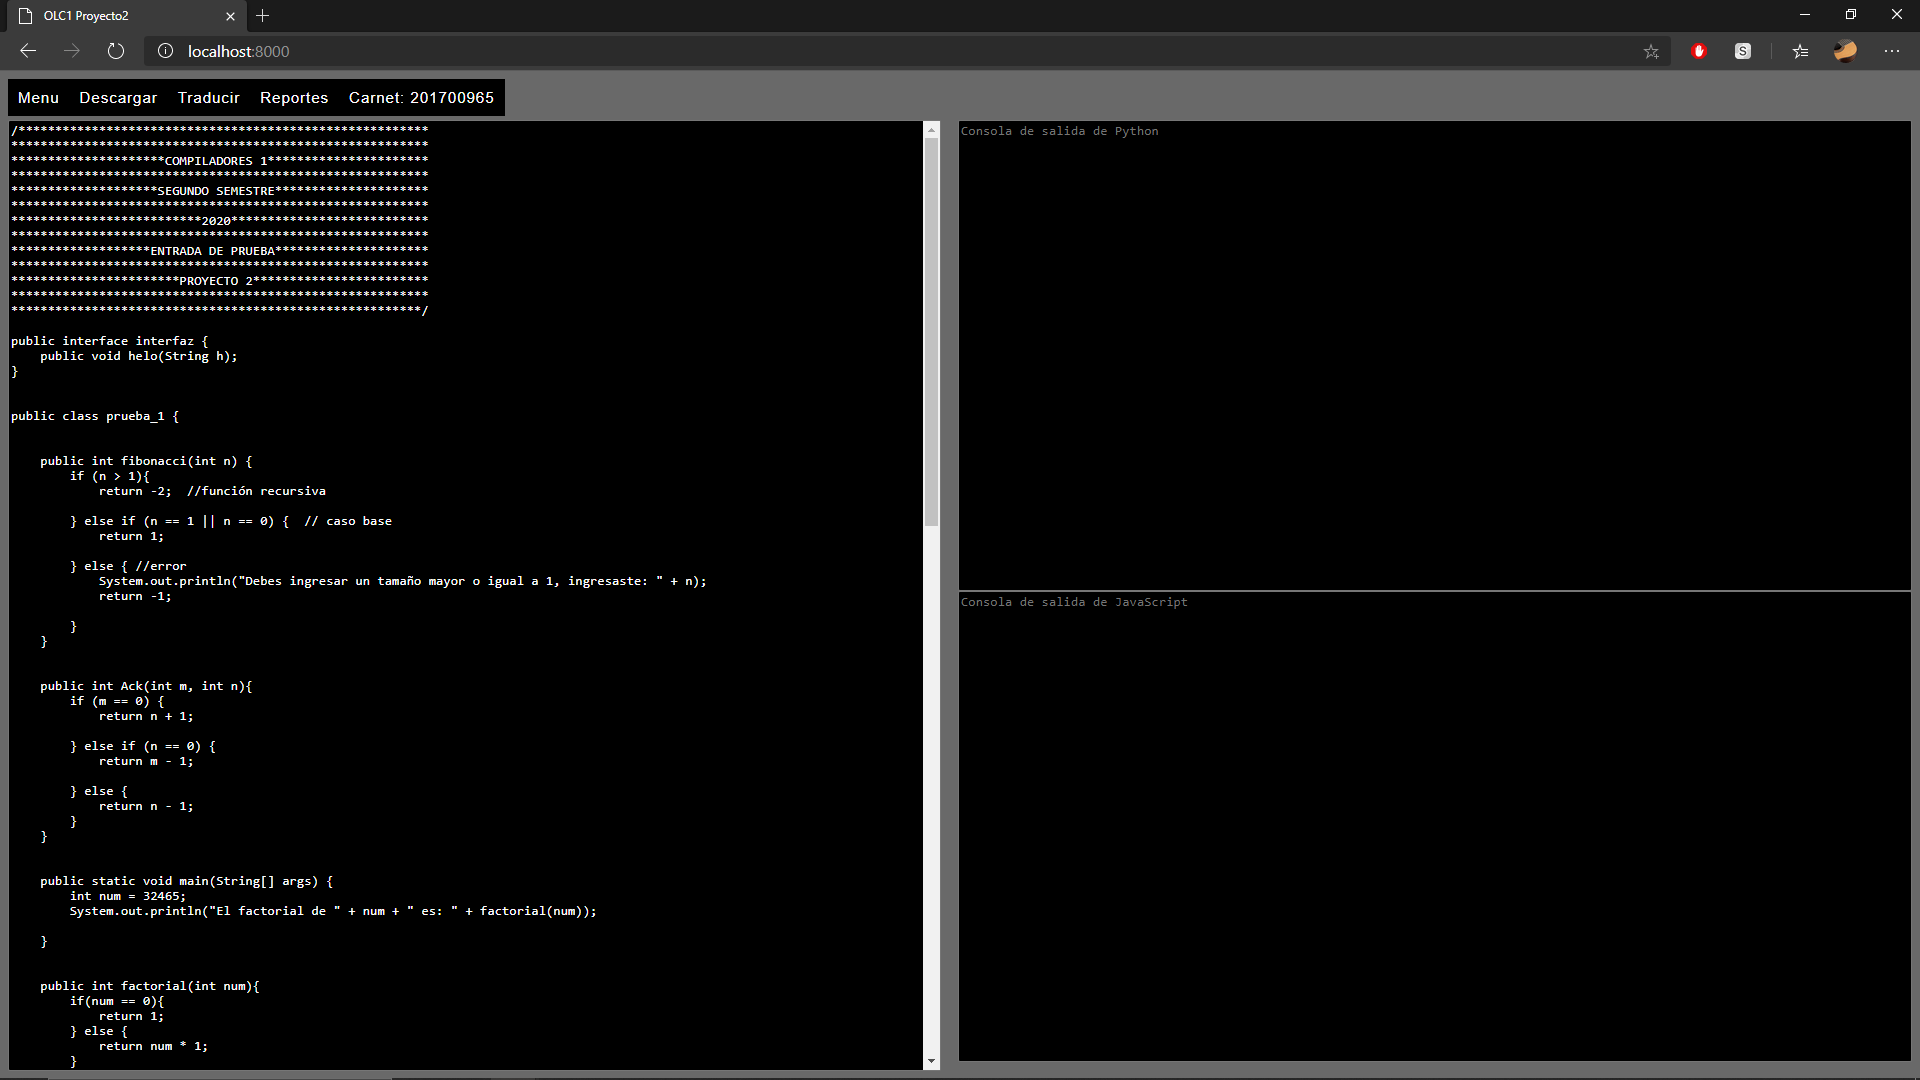 OLC1 Proyecto2
localhost:8000
S
Menu Descargar Traducir Reportes Carnet: 201700965
/********************************************************
*********************************************************
*********************COMPILADORES 1**********************
*********************************************************
********************SEGUNDO SEMESTRE*********************
*********************************************************
**************************2020***************************
*********************************************************
*******************ENTRADA DE PRUEBA*********************
*********************************************************
***********************PROYECTO 2************************
*********************************************************
********************************************************/
public interface interfaz {
    public void helo(String h);
}
public class prueba_1 {
    public int fibonacci(int n) {
        if (n > 1){
            return -2;  //función recursiva
        } else if (n == 1 || n == 0) {  // caso base
            return 1;
        } else { //error
            System.out.println("Debes ingresar un tamaño mayor o igual a 1, ingresaste: " + n);
            return -1;
        }
    }
    public int Ack(int m, int n){
        if (m == 0) {
            return n + 1;
        } else if (n == 0) {
            return m - 1;
        } else {
            return n - 1;
        }
    }
    public static void main(String[] args) {
        int num = 32465;
        System.out.println("El factorial de " + num + " es: " + factorial(num));
    }
    public int factorial(int num){
        if(num == 0){
            return 1;
        } else {
            return num * 1;
        }
Consola de salida de Python
Consola de salida de JavaScript